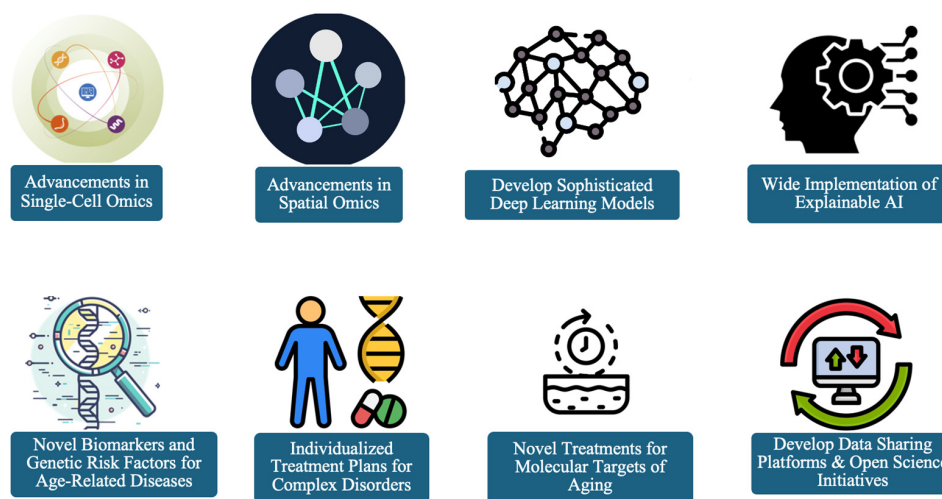 Advancements in
Single-Cell Omics
Advancements in
Spatial Omics
Develop Sophisticated
Deep Learning Models
Wide Implementation of
Explainable AI
Novel Biomarkers and
Genetic Risk Factors for
Age-Related Diseases
Individualized
Treatment Plans for
Complex Disorders
Novel Treatments for
Molecular Targets of
Aging
Develop Data Sharing
Platforms & Open Science
Initiatives